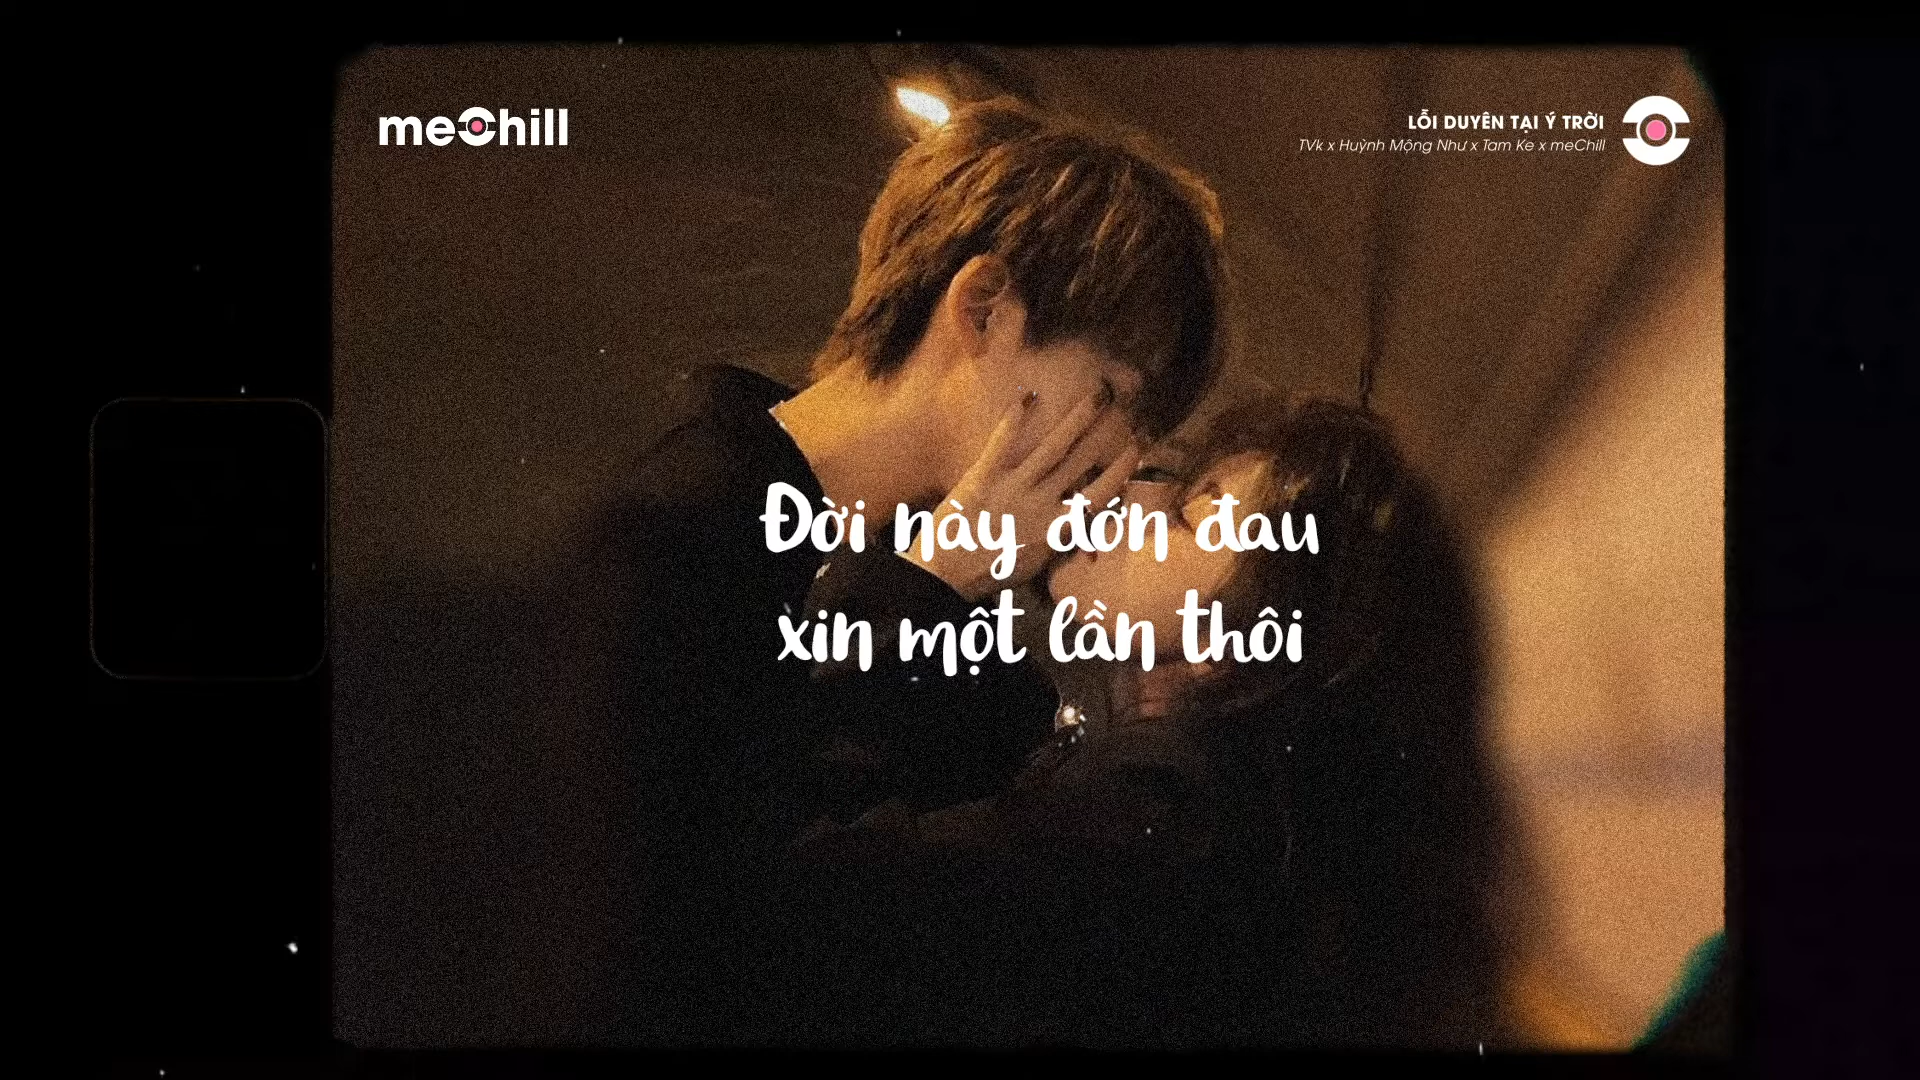 mechill
LỖI DUYÊN TẠI Ý TRỜI
TVk x Huỳnh Mộng Như x Tam Ke x meChill
Đời này đớn đau
xin một lần thôi